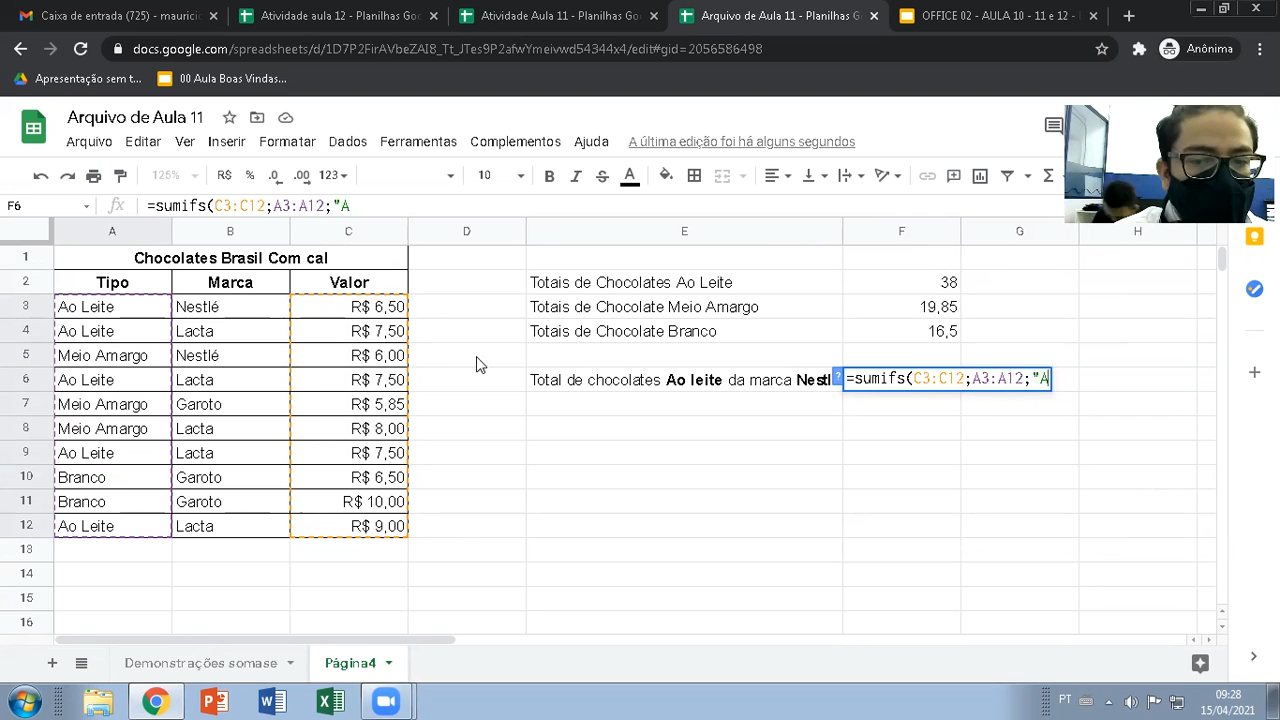 Caixa de entrada (725) - maurici
Atividade aula 12 - Planilhas Goo
Atividade Aula 11 - Planilhas Go
Arquivo de Aula 11 - Planilhas G
OFFICE 02 - AULA 10 - 11 e 12 -
docs.google.com/spreadsheets/d/1D7P2FirAVbeZAI8_Tt_JTes9P2afwYmeivwd54344x4/edit#gid=2056586498
Anônima
Apresentação sem t...
00 Aula Boas Vindas...
Arquivo de Aula 11
Arquivo Editar Ver Inserir Formatar Dados Ferramentas Complementos Ajuda A última edição foi há alguns segundos
125% R$ % .0 .00 123 10 B I S A Σ
F6 fx =sumifs(C3:C12;A3:A12;"A
A B C D E F G H
1 Chocolates Brasil Com cal
2 Tipo Marca Valor Totais de Chocolates Ao Leite 38
3 Ao Leite Nestlé R$ 6,50 Totais de Chocolate Meio Amargo 19,85
4 Ao Leite Lacta R$ 7,50 Totais de Chocolate Branco 16,5
5 Meio Amargo Nestlé R$ 6,00
6 Ao Leite Lacta R$ 7,50 Total de chocolates Ao leite da marca Nestl ? =sumifs(C3:C12;A3:A12;"A
7 Meio Amargo Garoto R$ 5,85
8 Meio Amargo Lacta R$ 8,00
9 Ao Leite Lacta R$ 7,50
10 Branco Garoto R$ 6,50
11 Branco Garoto R$ 10,00
12 Ao Leite Lacta R$ 9,00
13
14
15
16
Demonstrações somase Página4
PT 09:28
15/04/2021